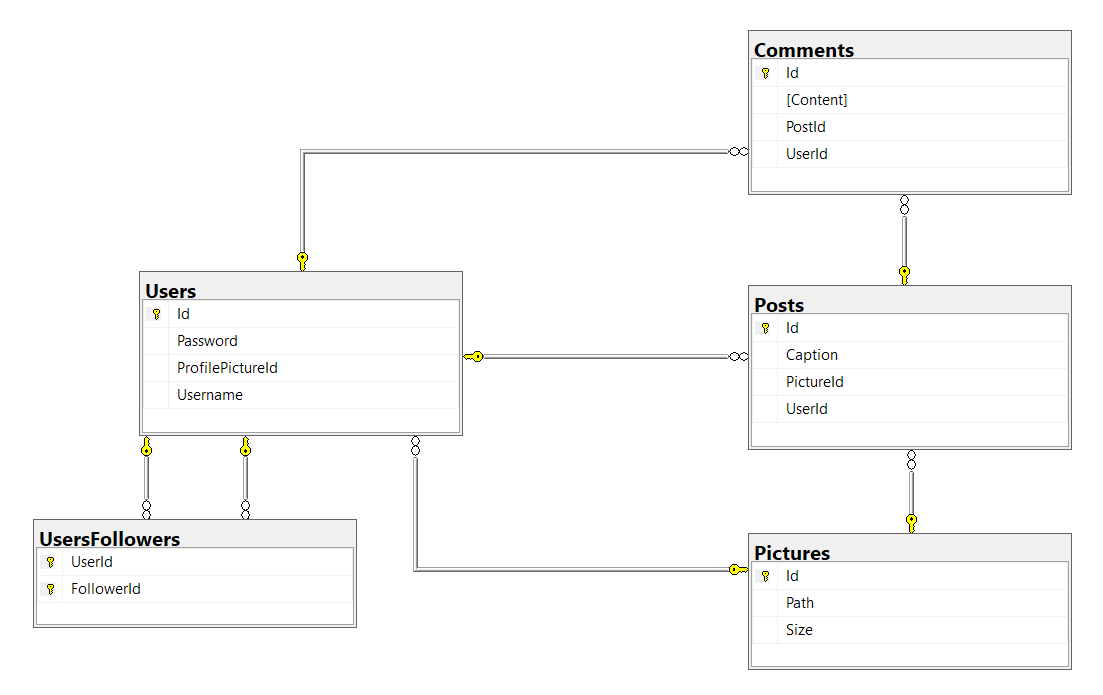 Comments
Id
[Content]
PostId
UserId
Users
Id
Password
ProfilePictureId
Username
Posts
Id
Caption
PictureId
UserId
UsersFollowers
UserId
FollowerId
Pictures
Id
Path
Size